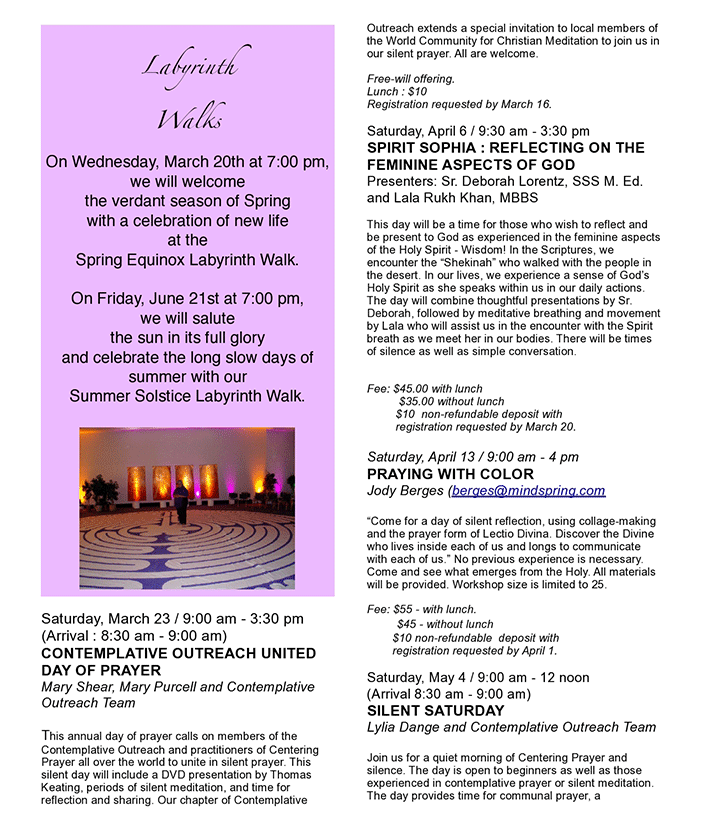 Labyrinth
Walks
On Wednesday, March 20th at 7:00 pm,
we will welcome
the verdant season of Spring
with a celebration of new life
at the
Spring Equinox Labyrinth Walk.
On Friday, June 21st at 7:00 pm,
we will salute
the sun in its full glory
and celebrate the long slow days of
summer with our
Summer Solstice Labyrinth Walk.
Saturday, March 23 / 9:00 am - 3:30 pm
(Arrival : 8:30 am - 9:00 am)
CONTEMPLATIVE OUTREACH UNITED
DAY OF PRAYER
Mary Shear, Mary Purcell and Contemplative
Outreach Team
This annual day of prayer calls on members of the
Contemplative Outreach and practitioners of Centering
Prayer all over the world to unite in silent prayer. This
silent day will include a DVD presentation by Thomas
Keating, periods of silent meditation, and time for
reflection and sharing. Our chapter of Contemplative
Outreach extends a special invitation to local members of
the World Community for Christian Meditation to join us in
our silent prayer. All are welcome.
Free-will offering.
Lunch : $10
Registration requested by March 16.
Saturday, April 6 / 9:30 am - 3:30 pm
SPIRIT SOPHIA : REFLECTING ON THE
FEMININE ASPECTS OF GOD
Presenters: Sr. Deborah Lorentz, SSS M. Ed.
and Lala Rukh Khan, MBBS
This day will be a time for those who wish to reflect and
be present to God as experienced in the feminine aspects
of the Holy Spirit - Wisdom! In the Scriptures, we
encounter the “Shekinah” who walked with the people in
the desert. In our lives, we experience a sense of God’s
Holy Spirit as she speaks within us in our daily actions.
The day will combine thoughtful presentations by Sr.
Deborah, followed by meditative breathing and movement
by Lala who will assist us in the encounter with the Spirit
breath as we meet her in our bodies. There will be times
of silence as well as simple conversation.
Fee: $45.00 with lunch
$35.00 without lunch
$10 non-refundable deposit with
registration requested by March 20.
Saturday, April 13 / 9:00 am - 4 pm
PRAYING WITH COLOR
Jody Berges (berges@mindspring.com
“Come for a day of silent reflection, using collage-making
and the prayer form of Lectio Divina. Discover the Divine
who lives inside each of us and longs to communicate
with each of us.” No previous experience is necessary.
Come and see what emerges from the Holy. All materials
will be provided. Workshop size is limited to 25.
Fee: $55 - with lunch.
$45 - without lunch
$10 non-refundable deposit with
registration requested by April 1.
Saturday, May 4 / 9:00 am - 12 noon
(Arrival 8:30 am - 9:00 am)
SILENT SATURDAY
Lylia Dange and Contemplative Outreach Team
Join us for a quiet morning of Centering Prayer and
silence. The day is open to beginners as well as those
experienced in contemplative prayer or silent meditation.
The day provides time for communal prayer, a